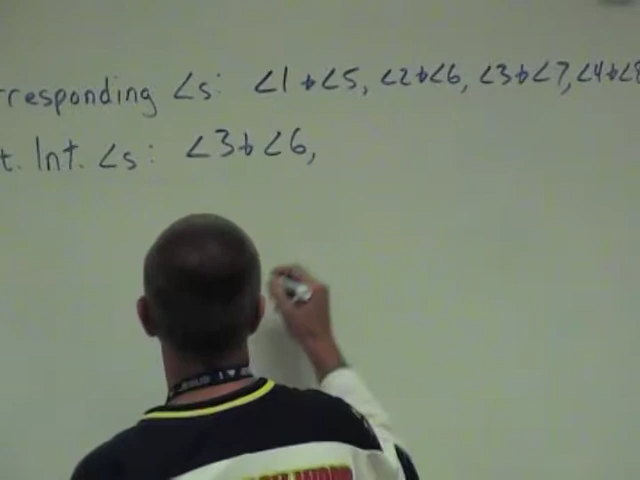 rresponding ∠s: ∠1 & ∠5, ∠2 & ∠6, ∠3 & ∠7, ∠4 & ∠8
t. Int. ∠s: ∠3 & ∠6,